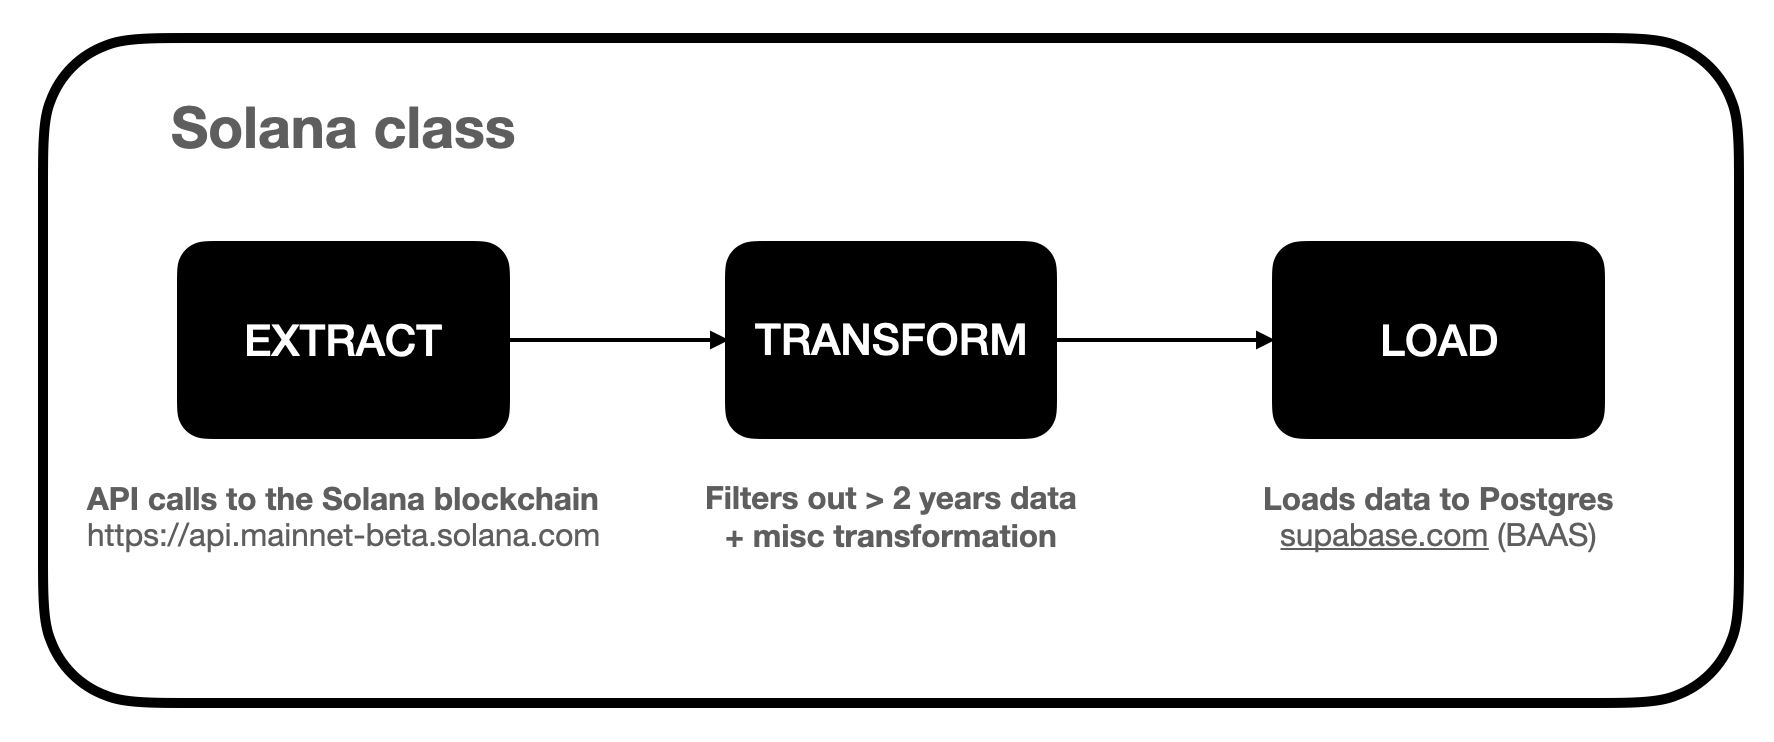 Solana class
EXTRACT
TRANSFORM
LOAD
API calls to the Solana blockchain
https://api.mainnet-beta.solana.com
Filters out > 2 years data
+ misc transformation
Loads data to Postgres
supabase.com (BAAS)